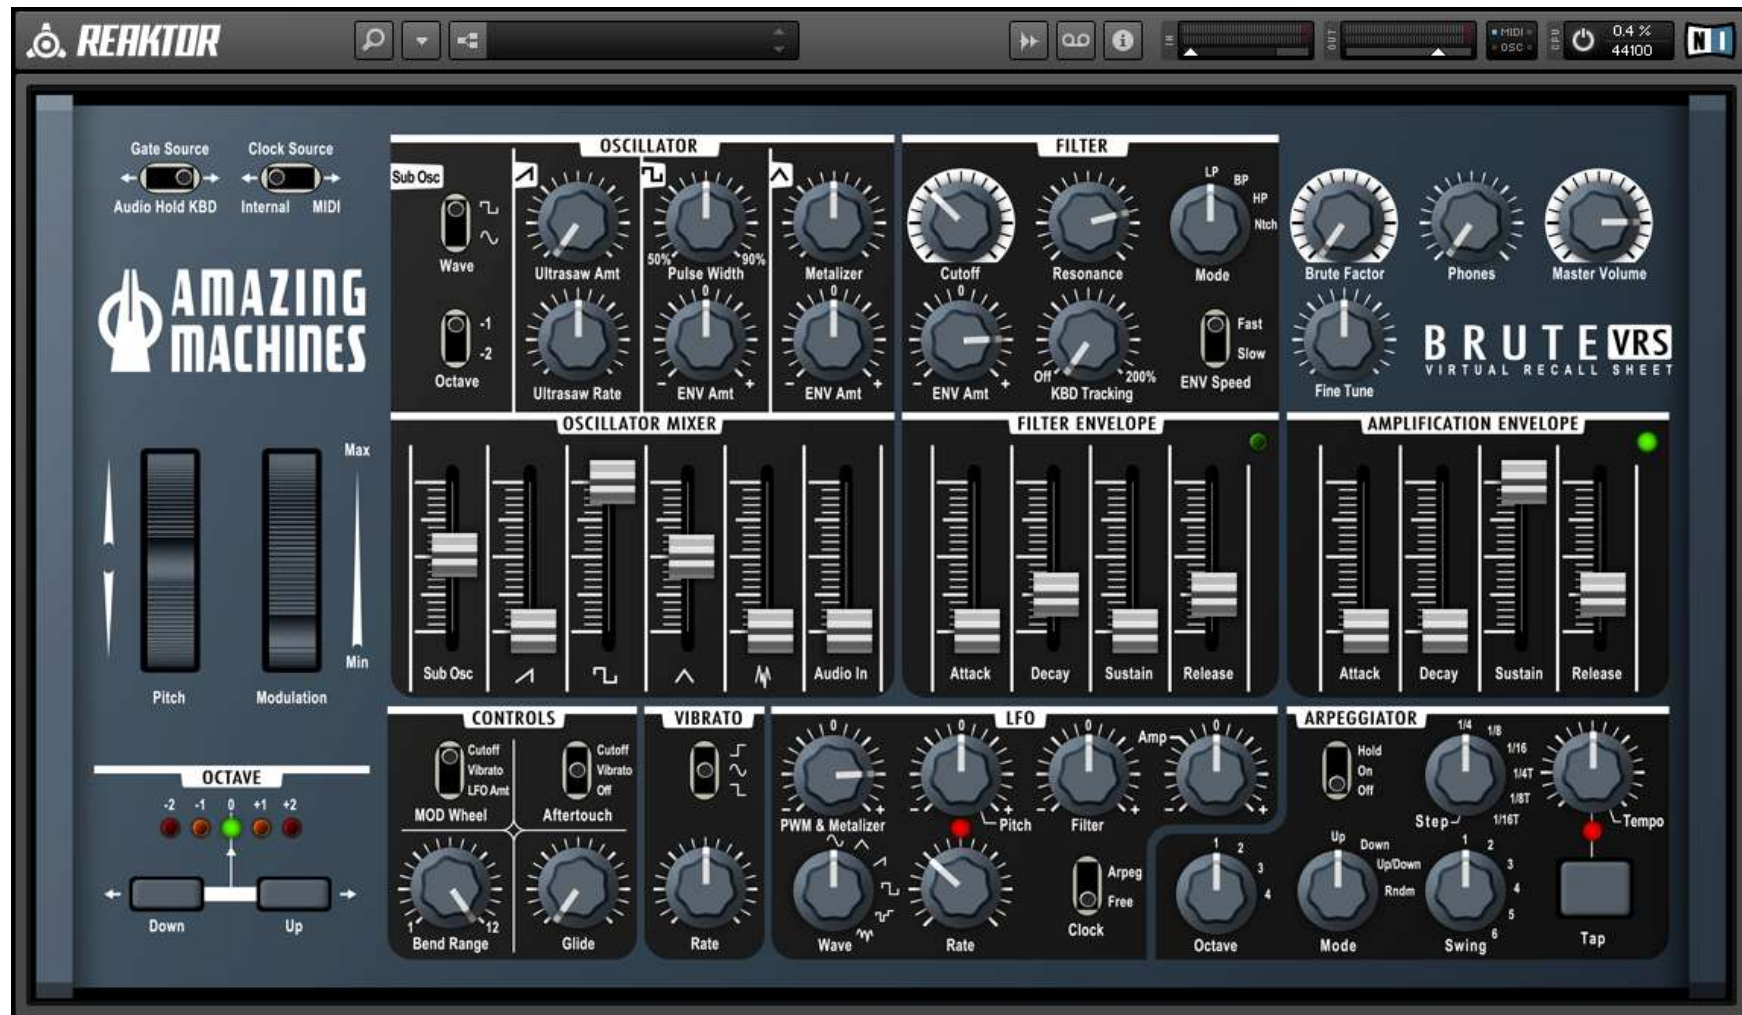 REAKTOR
IN
OUT
MIDI
OSC
CPU
0.4 %
44100
NI
Gate Source
Audio Hold KBD
Clock Source
Internal MIDI
AMAZING
MACHINES
OSCILLATOR
Sub Osc
Wave
-1
-2
Octave
Ultrasaw Amt
Ultrasaw Rate
50% 90%
Pulse Width
0
- +
ENV Amt
Metalizer
0
- +
ENV Amt
FILTER
Cutoff
Resonance
LP
BP
HP
Ntch
Mode
0
- +
ENV Amt
Off 200%
KBD Tracking
Fast
Slow
ENV Speed
Brute Factor
Phones
Master Volume
Fine Tune
BRUTE VRS
VIRTUAL RECALL SHEET
Max
Min
Pitch
Modulation
OSCILLATOR MIXER
Sub Osc
Audio In
FILTER ENVELOPE
Attack
Decay
Sustain
Release
AMPLIFICATION ENVELOPE
Attack
Decay
Sustain
Release
OCTAVE
-2 -1 0 +1 +2
Down
Up
CONTROLS
Cutoff
Vibrato
LFO Amt
MOD Wheel
Cutoff
Vibrato
Off
Aftertouch
1 12
Bend Range
Glide
VIBRATO
Rate
LFO
0
- +
PWM & Metalizer
0
- +
Pitch
0
- +
Filter
Amp
0
- +
Wave
Rate
Arpeg
Free
Clock
ARPEGGIATOR
Hold
On
Off
1/4
1/8
1/16
1/4T
1/8T
1/16T
Step
Tempo
1
2
3
4
Octave
Up
Down
Up/Down
Rndm
Mode
1
2
3
4
5
6
Swing
Tap